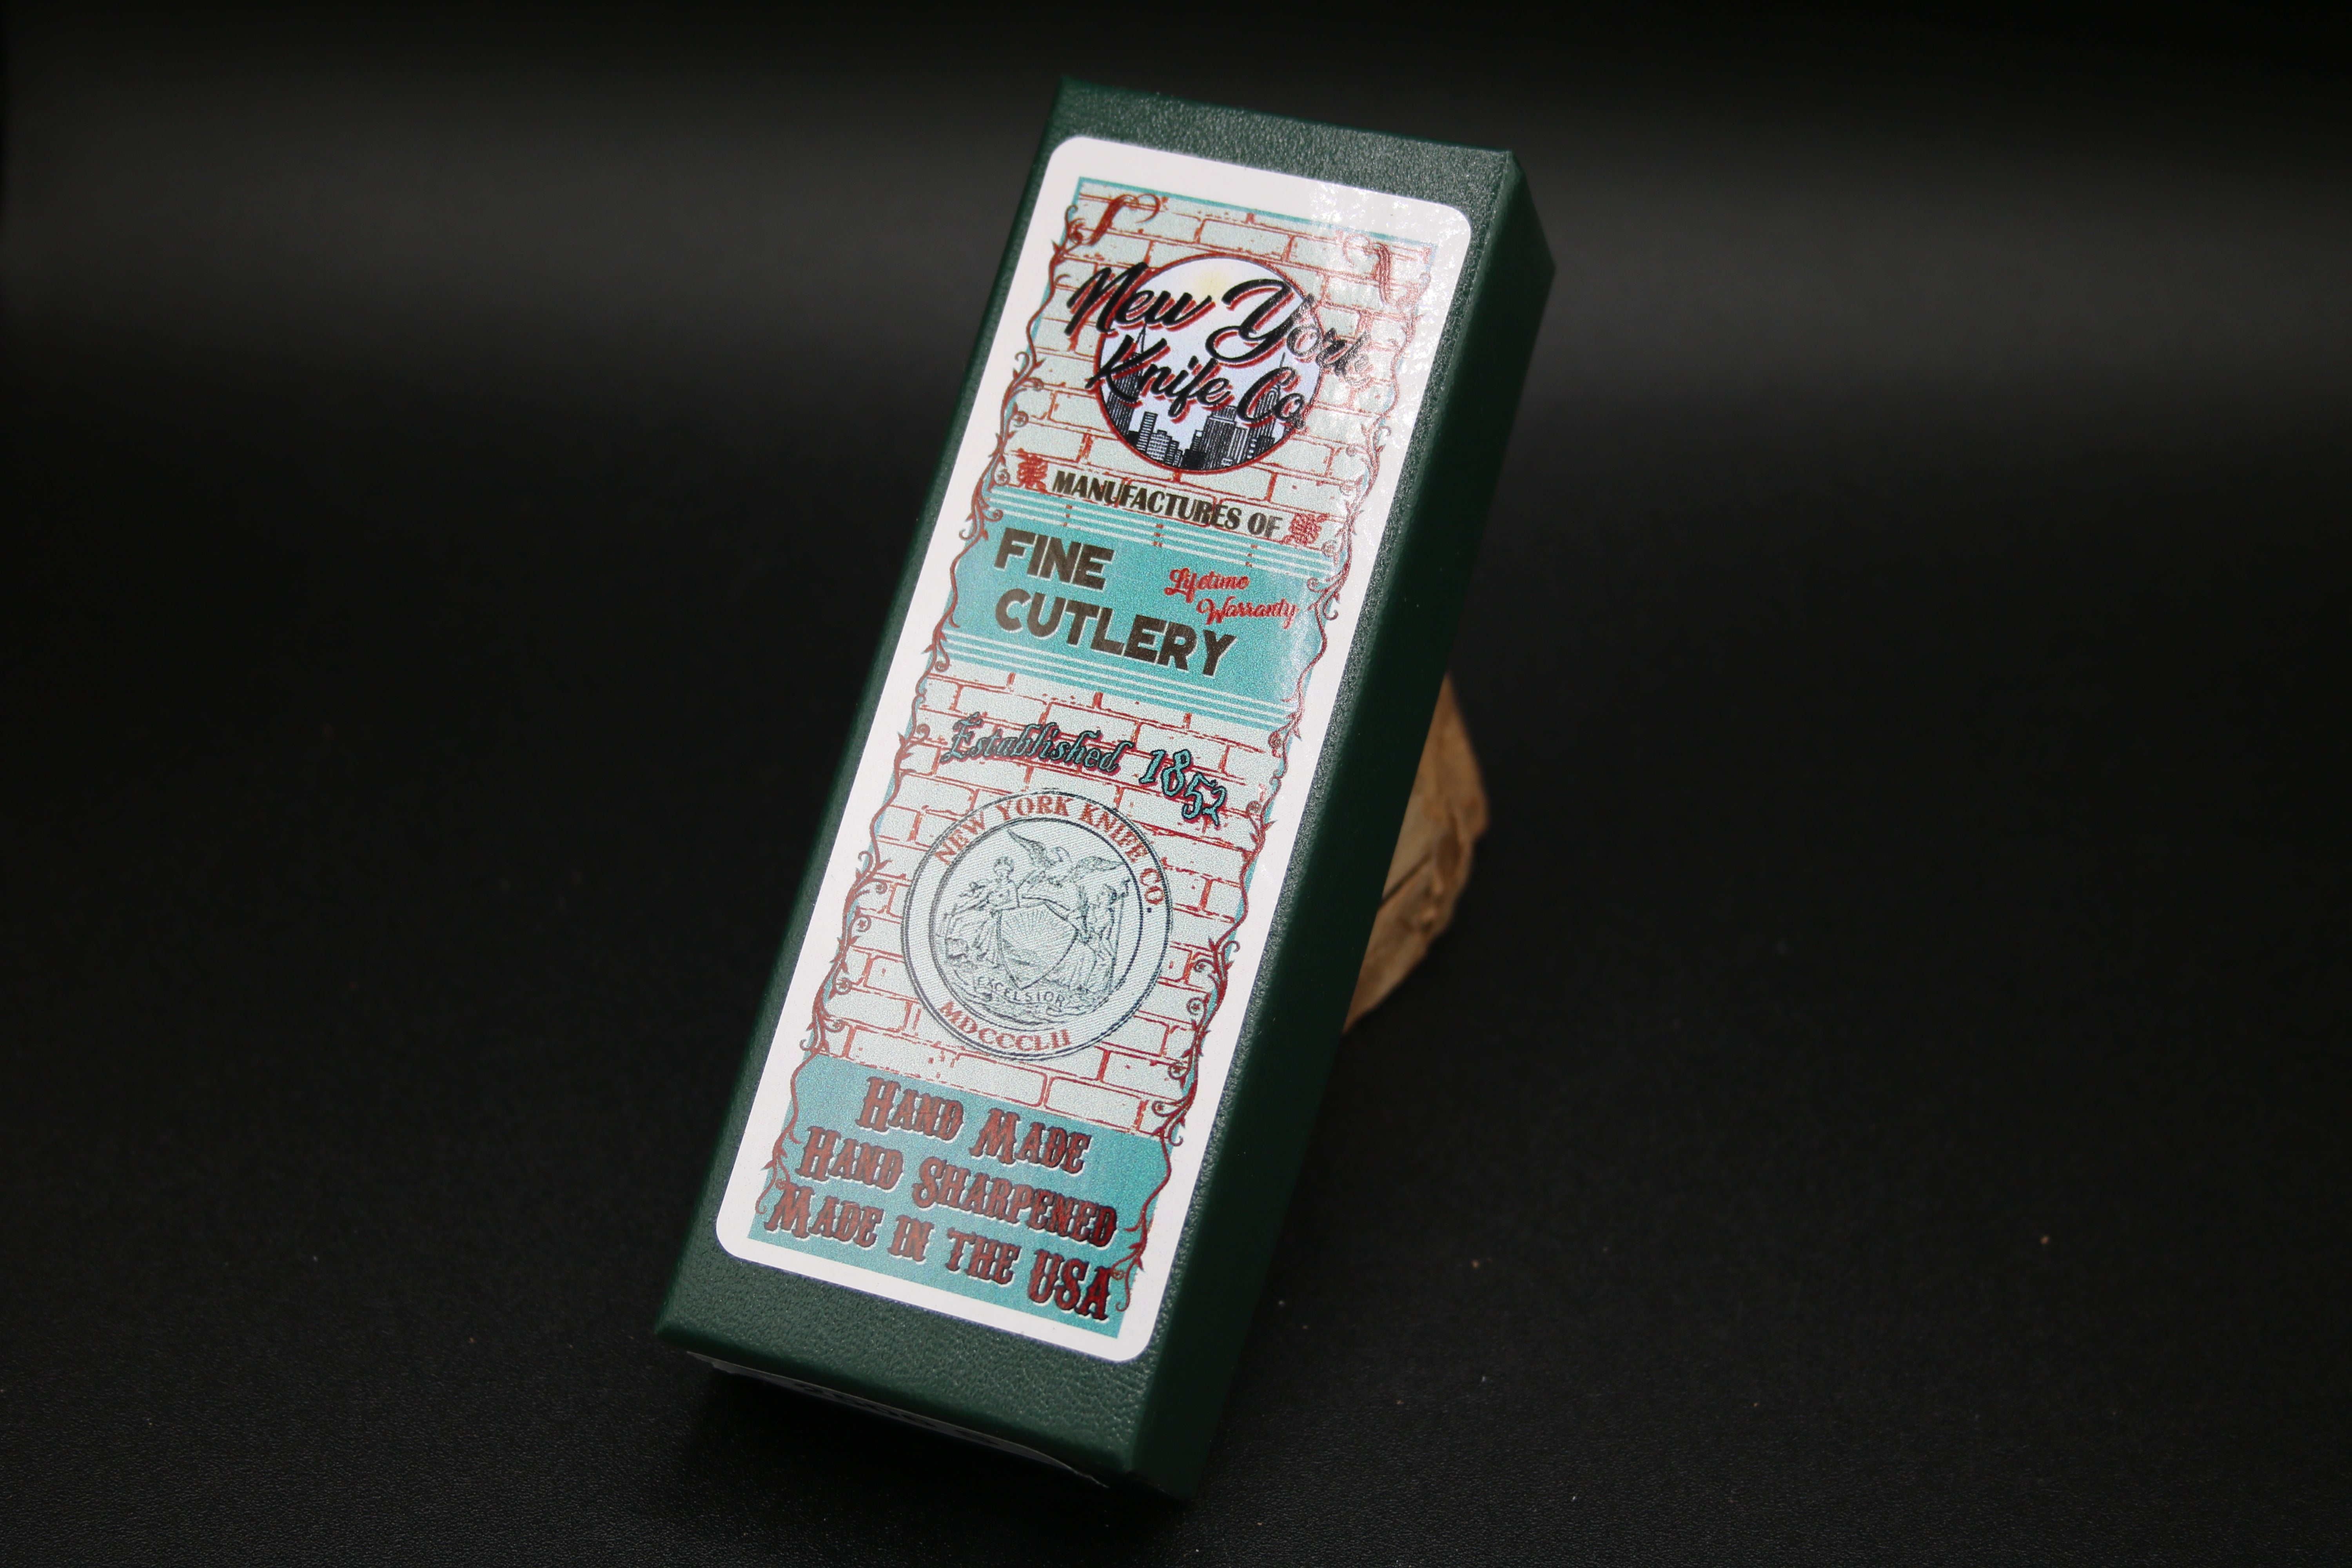 New York
Knife Co.
MANUFACTURES OF
FINE
CUTLERY
Lifetime
Warranty
Established 1852
NEW YORK KNIFE CO.
EXCELSIOR
MDCCCLII
HAND MADE
HAND SHARPENED
MADE IN THE USA